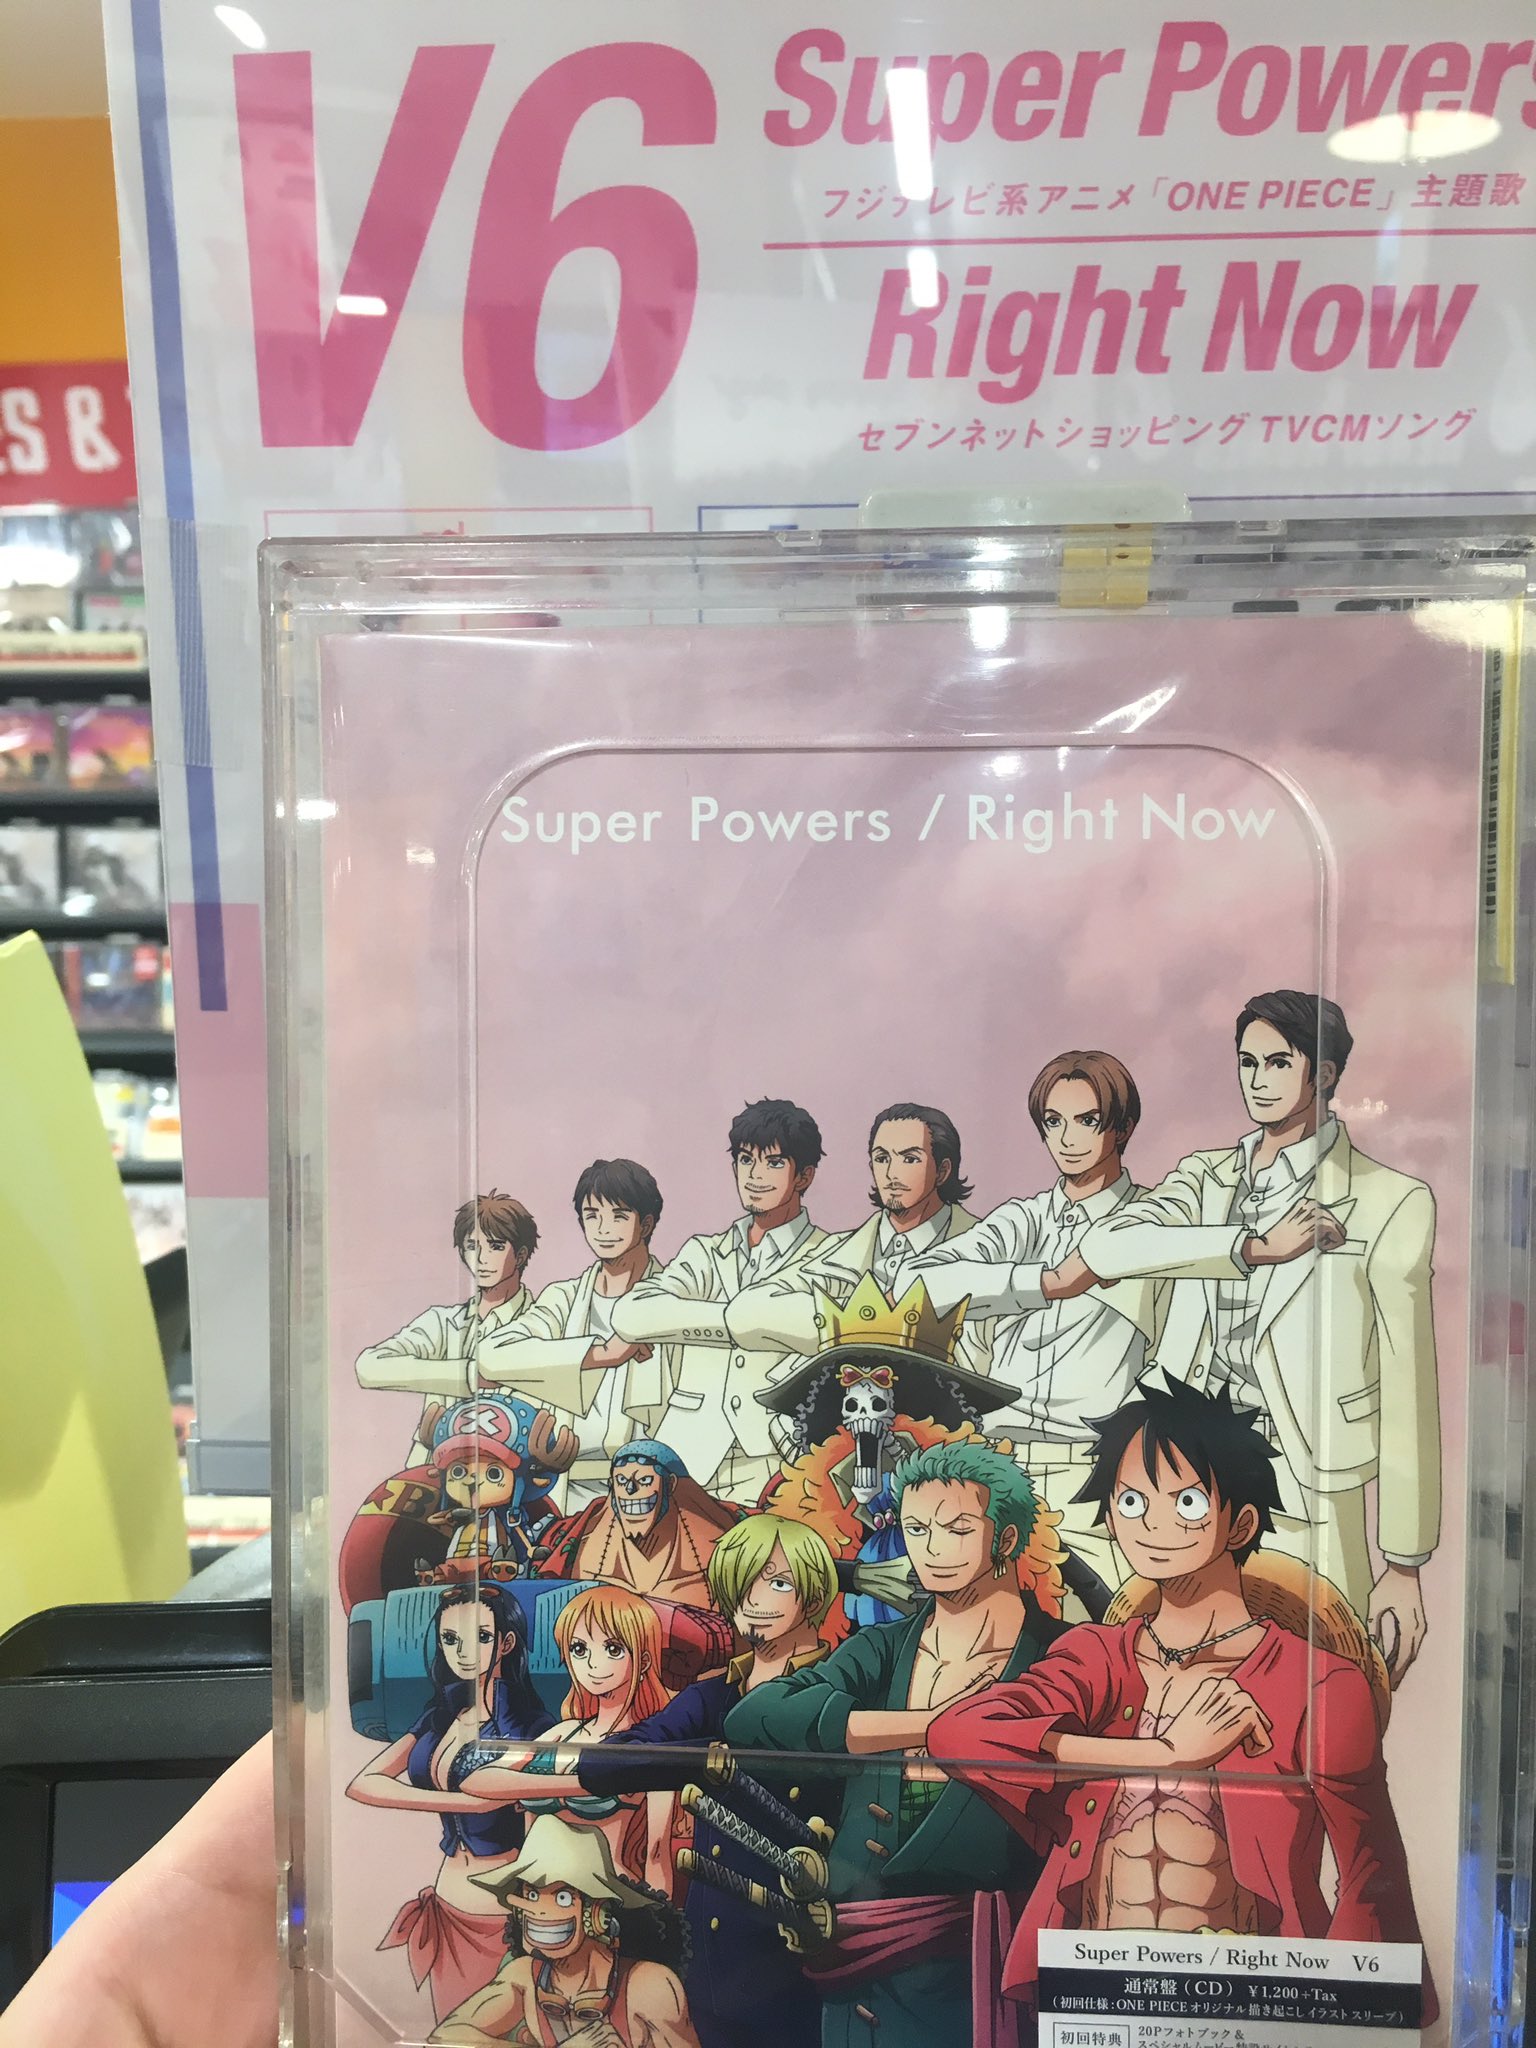 V6
Super Powers
フジテレビ系アニメ「ONE PIECE」主題歌
Right Now
セブンネットショッピング TVCMソング
S &
Super Powers / Right Now
B
Super Powers / Right Now V6
通常盤(CD) ¥1,200+Tax
(初回仕様:ONE PIECEオリジナル描き起こしイラストスリーブ)
初回特典
20Pフォトブック&